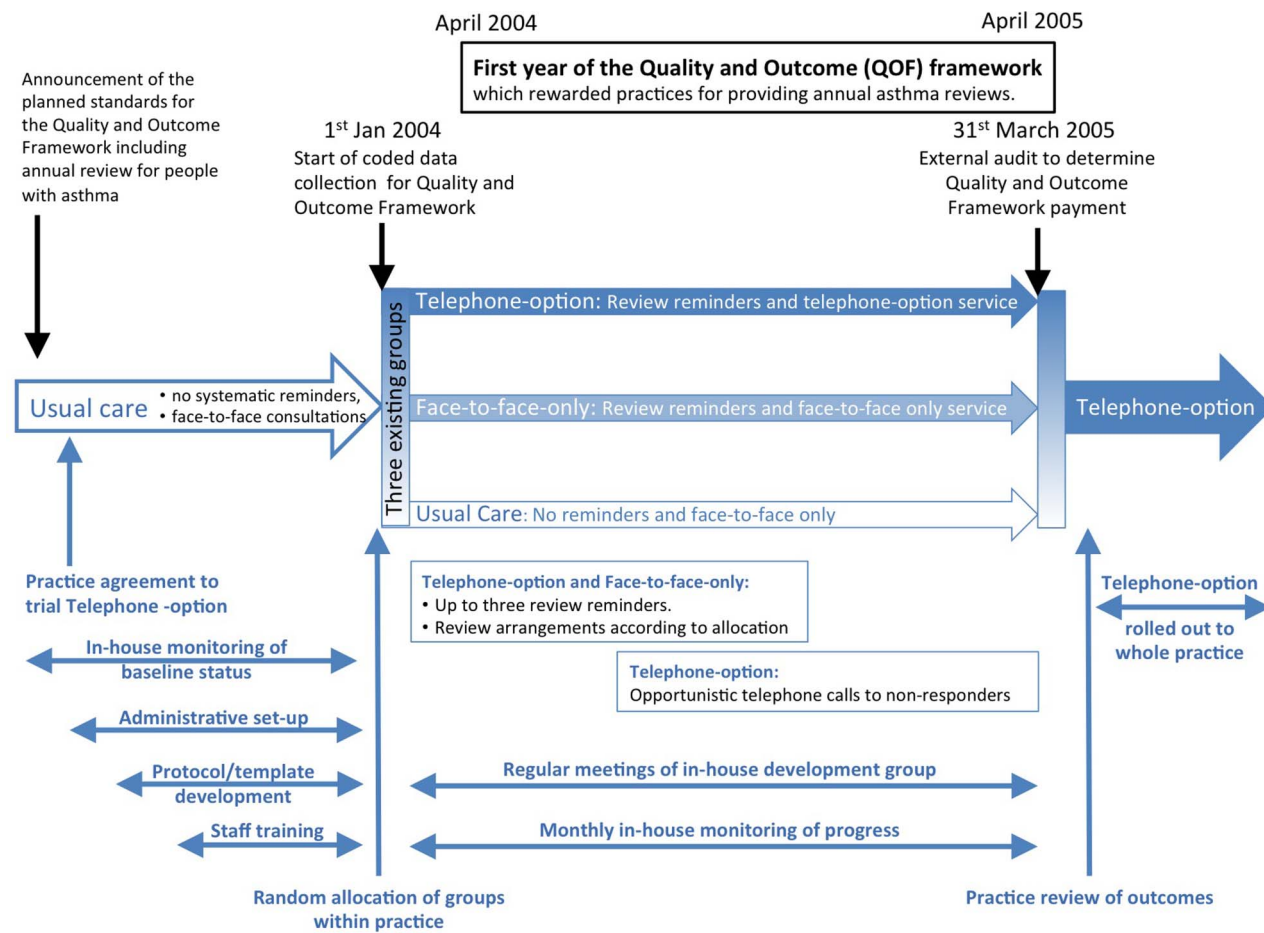 April 2004
April 2005
First year of the Quality and Outcome (QOF) framework
which rewarded practices for providing annual asthma reviews.
Announcement of the
planned standards for
the Quality and Outcome
Framework including
annual review for people
with asthma
1st Jan 2004
Start of coded data
collection for Quality and
Outcome Framework
31st March 2005
External audit to determine
Quality and Outcome
Framework payment
Usual care
• no systematic reminders,
• face-to-face consultations
Three existing groups
Telephone-option: Review reminders and telephone-option service
Face-to-face-only: Review reminders and face-to-face only service
Usual Care: No reminders and face-to-face only
Telephone-option
Practice agreement to
trial Telephone -option
In-house monitoring of
baseline status
Administrative set-up
Protocol/template
development
Staff training
Random allocation of groups
within practice
Telephone-option and Face-to-face-only:
• Up to three review reminders.
• Review arrangements according to allocation
Telephone-option:
Opportunistic telephone calls to non-responders
Regular meetings of in-house development group
Monthly in-house monitoring of progress
Telephone-option
rolled out to
whole practice
Practice review of outcomes